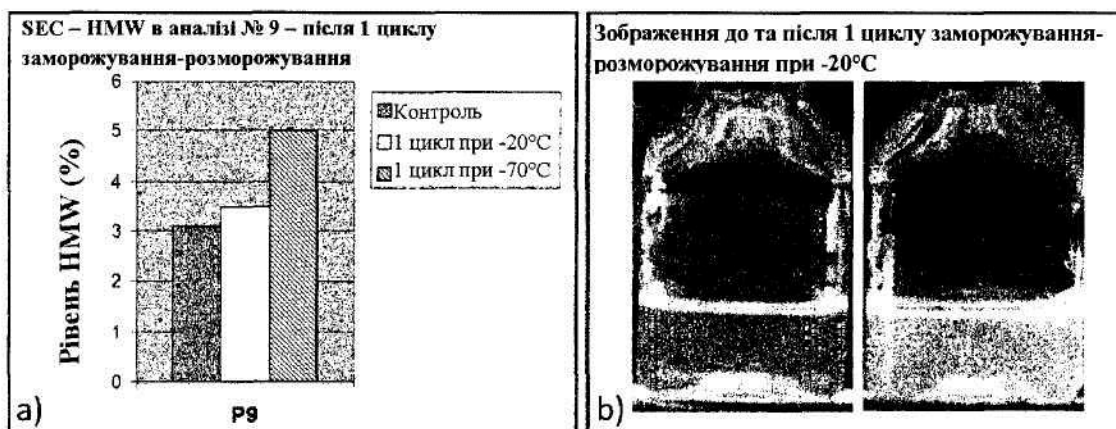 SEC – HMW в аналізі № 9 – після 1 циклу
заморожування-розморожування
6
5
4
3
2
1
0
Рівень HMW (%)
P9
Контроль
1 цикл при -20°C
1 цикл при -70°C
a)
Зображення до та після 1 циклу заморожування-
розморожування при -20°C
b)